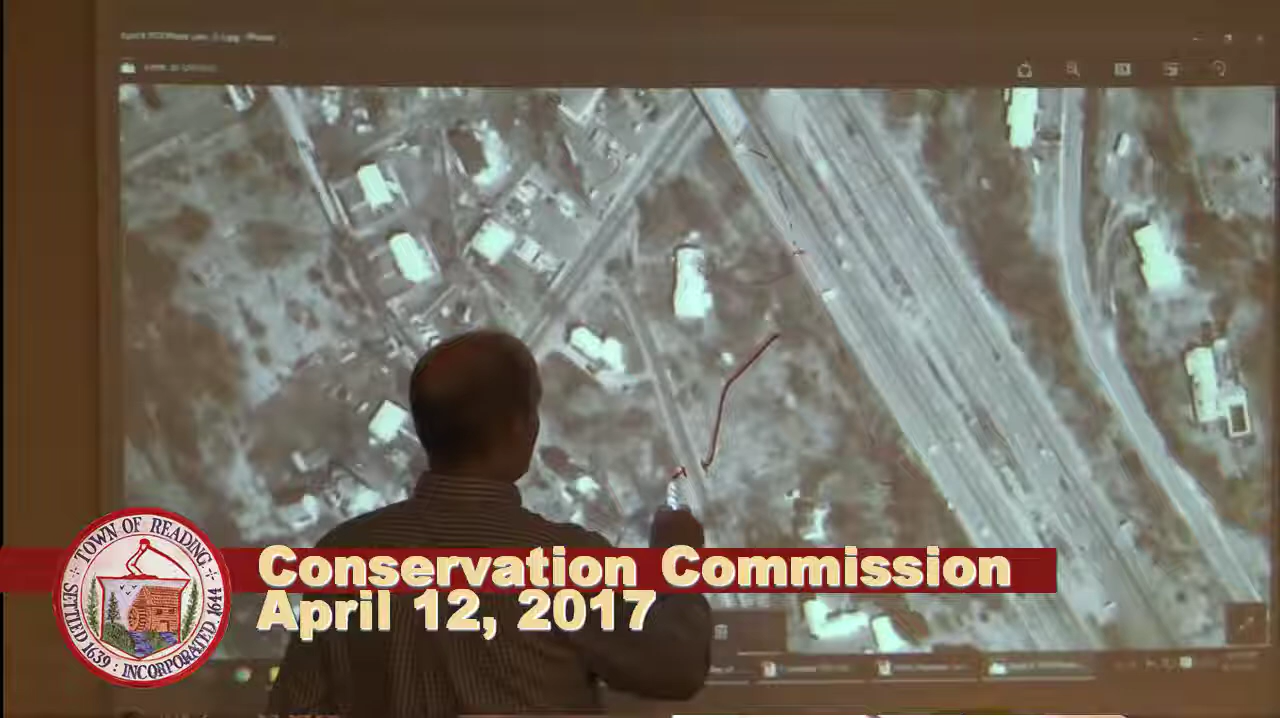 Conservation Commission
April 12, 2017
TOWN OF READING
SETTLED 1639 : INCORPORATED 1644